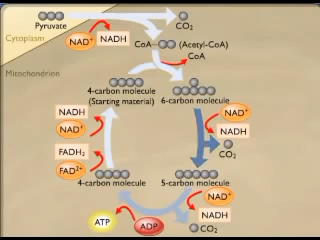 Pyruvate
CO2
Cytoplasm
NAD+
NADH
CoA
(Acetyl-CoA)
CoA
Mitochondrion
4-carbon molecule
(Starting material)
6-carbon molecule
NADH
NAD+
NAD+
NADH
CO2
FADH2
FAD2+
4-carbon molecule
5-carbon molecule
NAD+
NADH
ATP
ADP
CO2